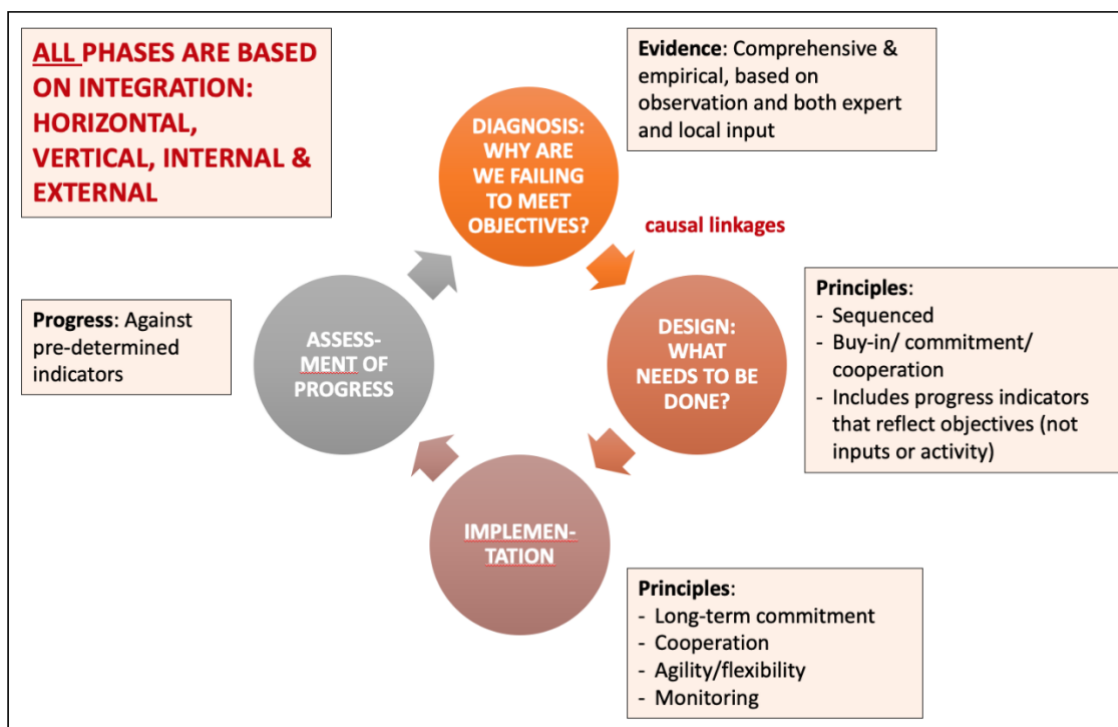 ALL PHASES ARE BASED
ON INTEGRATION:
HORIZONTAL,
VERTICAL, INTERNAL &
EXTERNAL
Evidence: Comprehensive &
empirical, based on
observation and both expert
and local input
DIAGNOSIS:
WHY ARE
WE FAILING
TO MEET
OBJECTIVES?
causal linkages
Principles:
- Sequenced
- Buy-in/ commitment/
cooperation
- Includes progress indicators
that reflect objectives (not
inputs or activity)
DESIGN:
WHAT
NEEDS TO BE
DONE?
Progress: Against
pre-determined
indicators
ASSESS-
MENT OF
PROGRESS
IMPLEMEN-
TATION
Principles:
- Long-term commitment
- Cooperation
- Agility/flexibility
- Monitoring